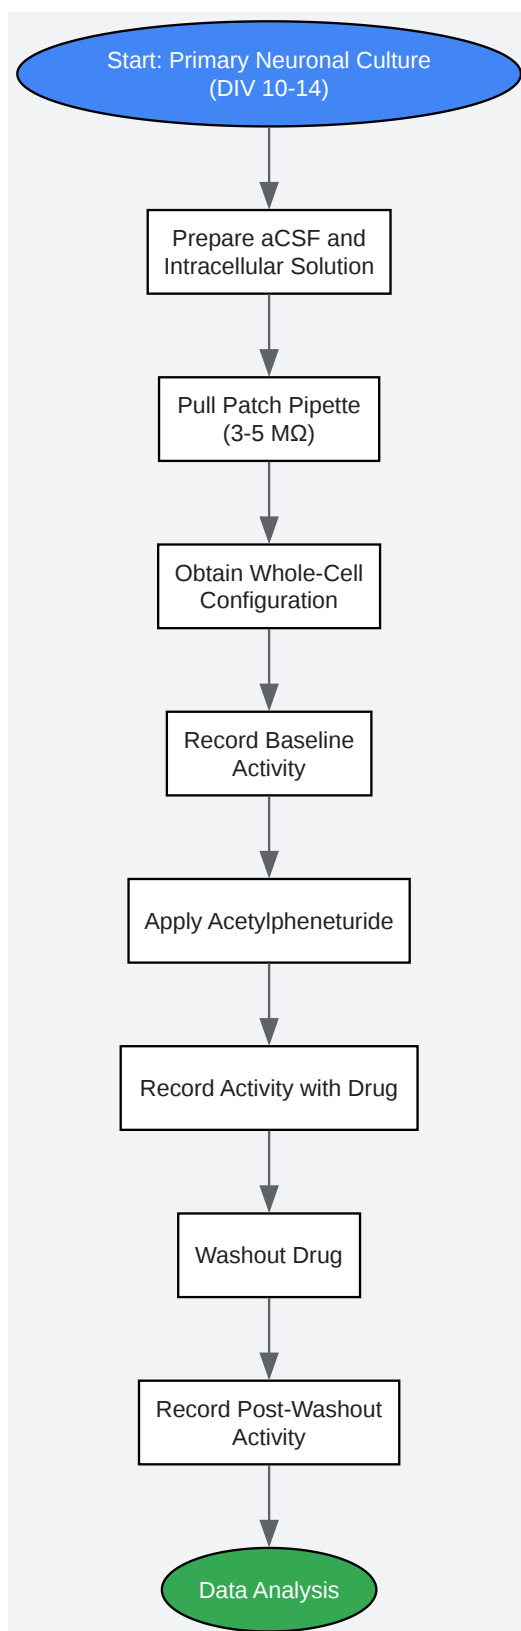 Start: Primary Neuronal Culture
(DIV 10-14)
Prepare aCSF and
Intracellular Solution
Pull Patch Pipette
(3-5 MΩ)
Obtain Whole-Cell
Configuration
Record Baseline
Activity
Apply Acetylpheneturide
Record Activity with Drug
Washout Drug
Record Post-Washout
Activity
Data Analysis